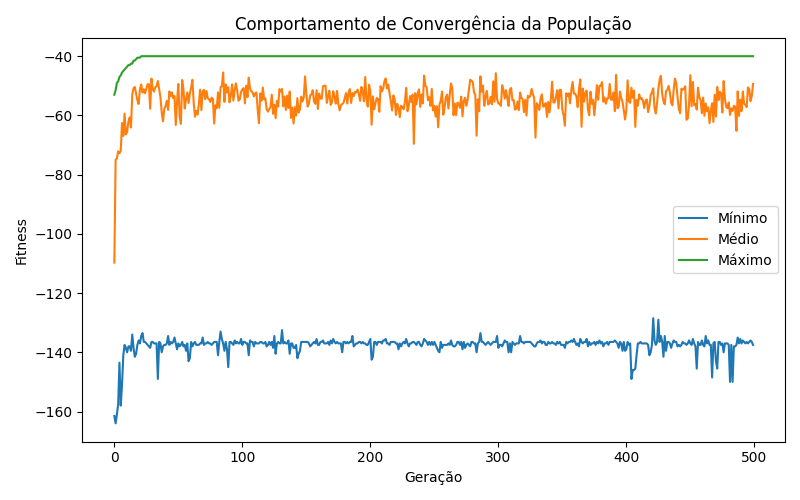 Comportamento de Convergência da População
Fitness
−40
−60
−80
−100
−120
−140
−160
Mínimo
Médio
Máximo
0
100
200
300
400
500
Geração